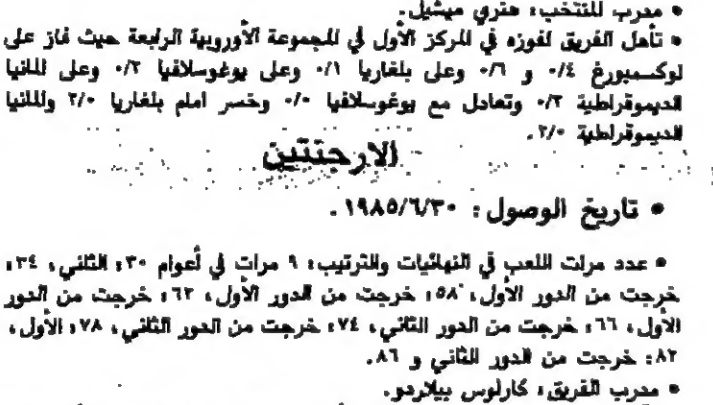 • مدرب المنتخب: هنري ميشيل.
• تأهل الفريق لفوزه في المركز الأول في المجموعة الأوروبية الرابعة حيث فاز على
لوكسمبورغ ٠/٤ و ٠/٦ وعلى بلغاريا ٠/١ وعلى يوغوسلافيا ٠/٢ وعلى المانيا
الديموقراطية ٠/٢ وتعادل مع يوغوسلافيا ٠/٠ وخسر امام بلغاريا ٢/٠ والمانيا
الديموقراطية ٢/٠.
الارجنتين
• تاريخ الوصول: ١٩٨٥/٦/٣٠.
• عدد مرات اللعب في النهائيات والترتيب: ٩ مرات في أعوام ٣٠: الثاني، ٣٤:
خرجت من الدور الأول، ٥٨: خرجت من الدور الأول، ٦٢: خرجت من الدور
الأول، ٦٦: خرجت من الدور الثاني، ٧٤: خرجت من الدور الثاني، ٧٨: الأول،
٨٢: خرجت من الدور الثاني و ٨٦.
• مدرب الفريق: كارلوس بيلاردو.